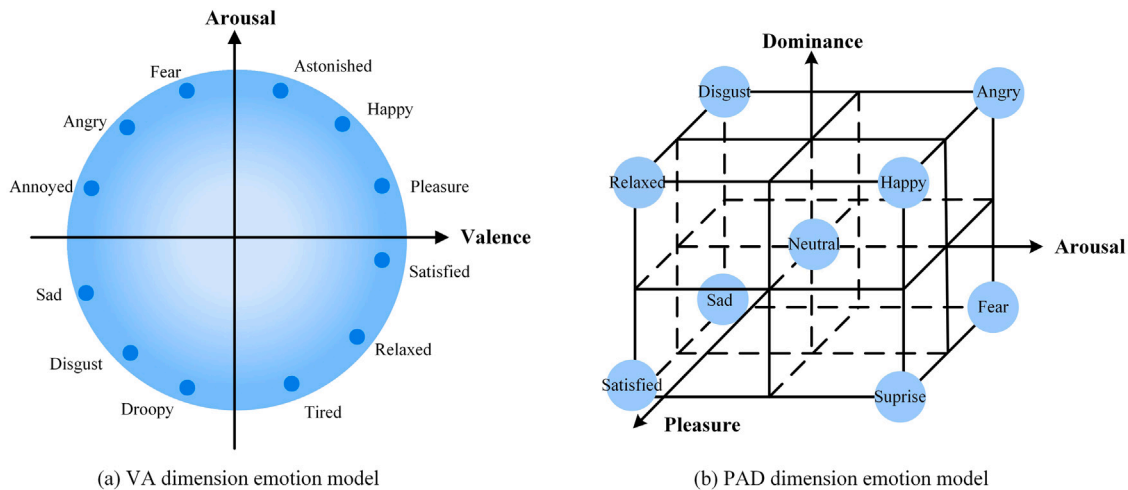 Arousal
Fear
Astonished
Angry
Happy
Annoyed
Pleasure
Valence
Satisfied
Sad
Relaxed
Disgust
Droopy
Tired
(a) VA dimension emotion model
Dominance
Disgust
Angry
Relaxed
Happy
Neutral
Arousal
Sad
Fear
Satisfied
Suprise
Pleasure
(b) PAD dimension emotion model